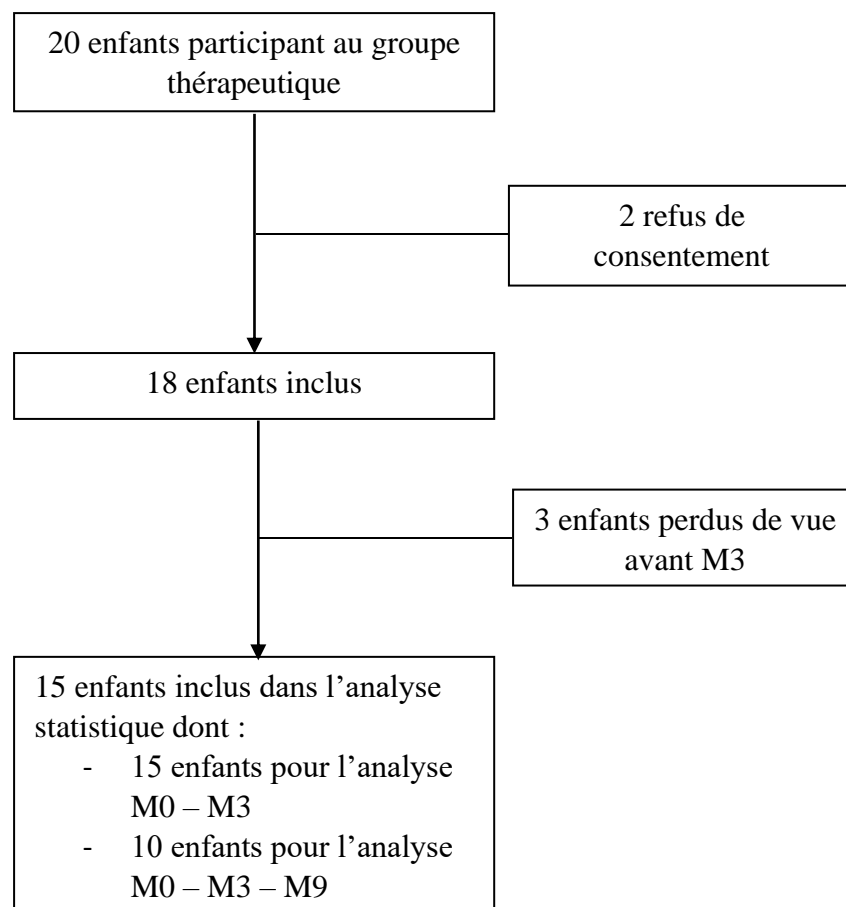 20 enfants participant au groupe
thérapeutique
2 refus de
consentement
18 enfants inclus
3 enfants perdus de vue
avant M3
15 enfants inclus dans l’analyse
statistique dont :
- 15 enfants pour l’analyse
M0 – M3
- 10 enfants pour l’analyse
M0 – M3 – M9